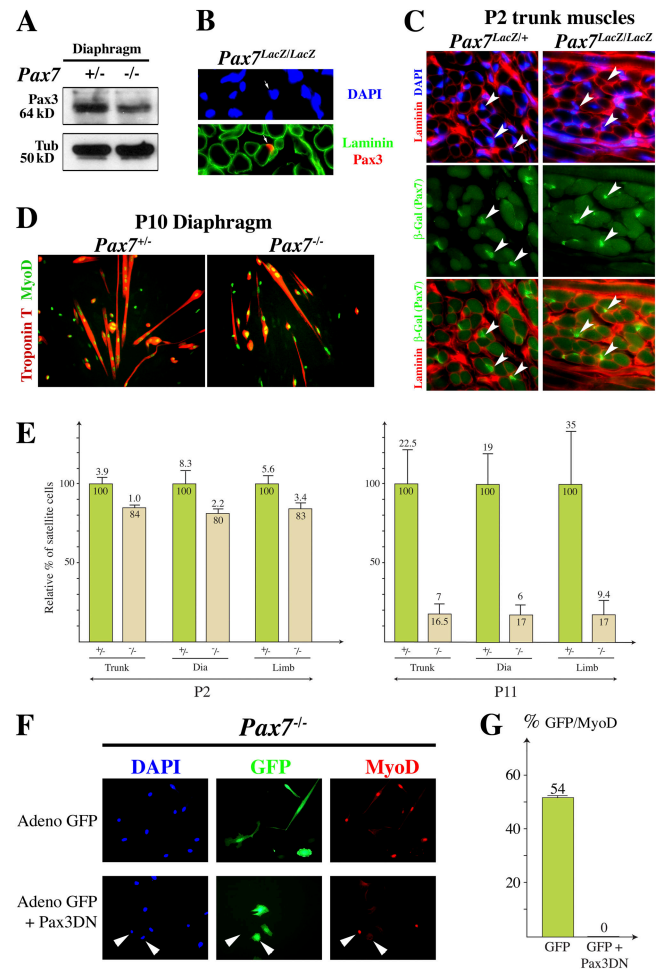 A
Diaphragm
Pax7 +/- -/-
Pax3
64 kD
Tub
50 kD
B
Pax7LacZ/LacZ
DAPI
Laminin
Pax3
C
P2 trunk muscles
Pax7LacZ/+ Pax7LacZ/LacZ
Laminin DAPI
β-Gal (Pax7)
Laminin β-Gal (Pax7)
D
P10 Diaphragm
Pax7+/- Pax7-/-
Troponin T MyoD
E
Relative % of satellite cells
100
50
3.9 1.0 8.3 2.2 5.6 3.4
100 84 100 80 100 83
+/- -/- +/- -/- +/- -/-
Trunk Dia Limb
P2
100
50
22.5 7 19 6 35 9.4
100 16.5 100 17 100 17
+/- -/- +/- -/- +/- -/-
Trunk Dia Limb
P11
F
Pax7-/-
DAPI GFP MyoD
Adeno GFP
Adeno GFP
+ Pax3DN
G
% GFP/MyoD
60
40
20
54
0
GFP GFP +
Pax3DN